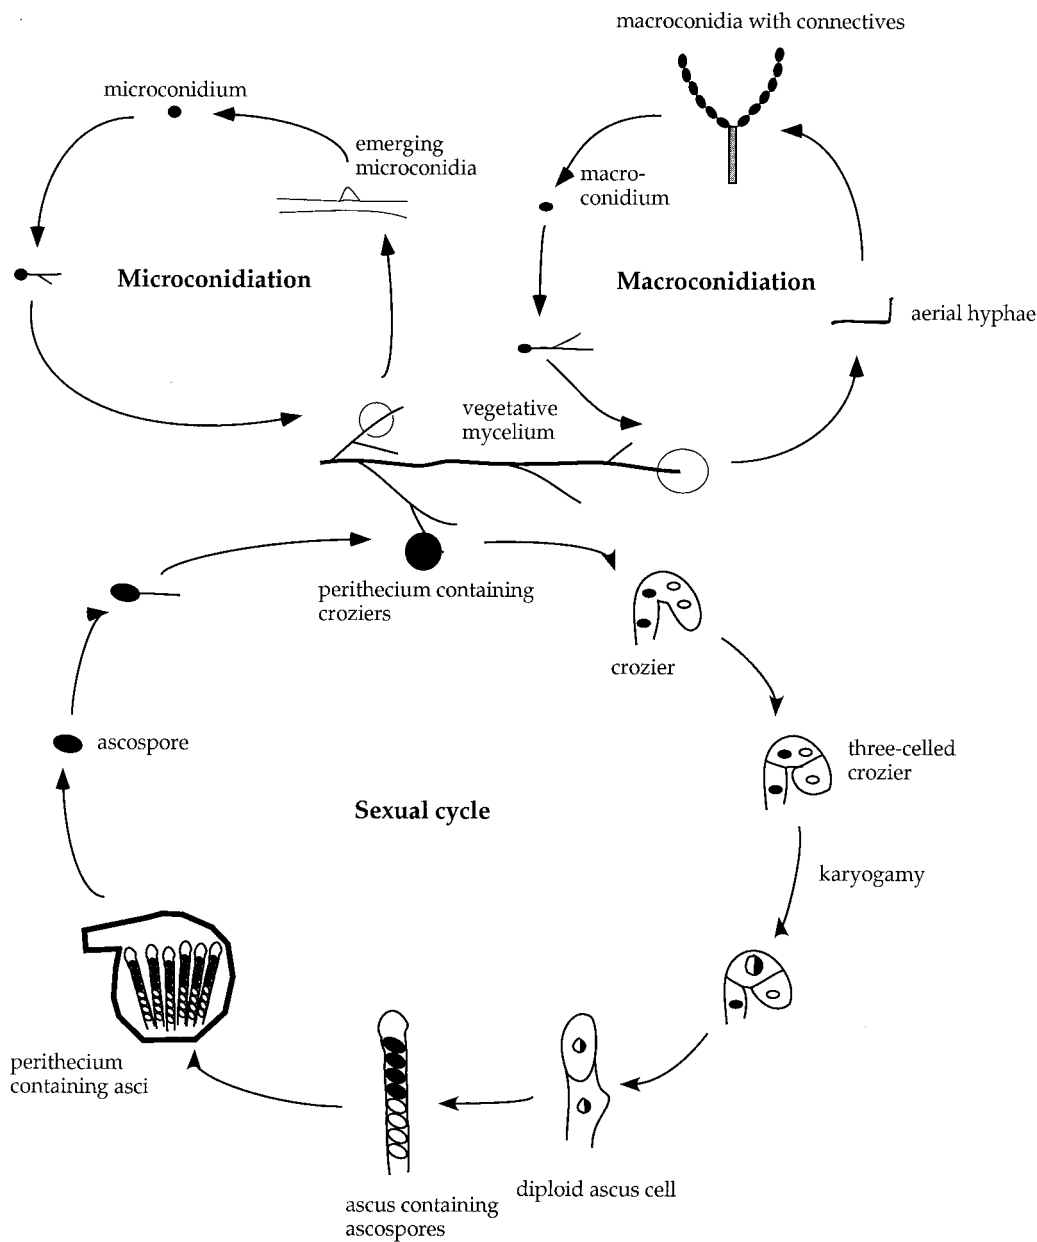 macroconidia with connectives
microconidium
emerging
microconidia
macro-
conidium
Microconidiation
Macroconidiation
aerial hyphae
vegetative
mycelium
perithecium containing
croziers
crozier
ascospore
three-celled
crozier
Sexual cycle
karyogamy
perithecium
containing asci
diploid ascus cell
ascus containing
ascospores